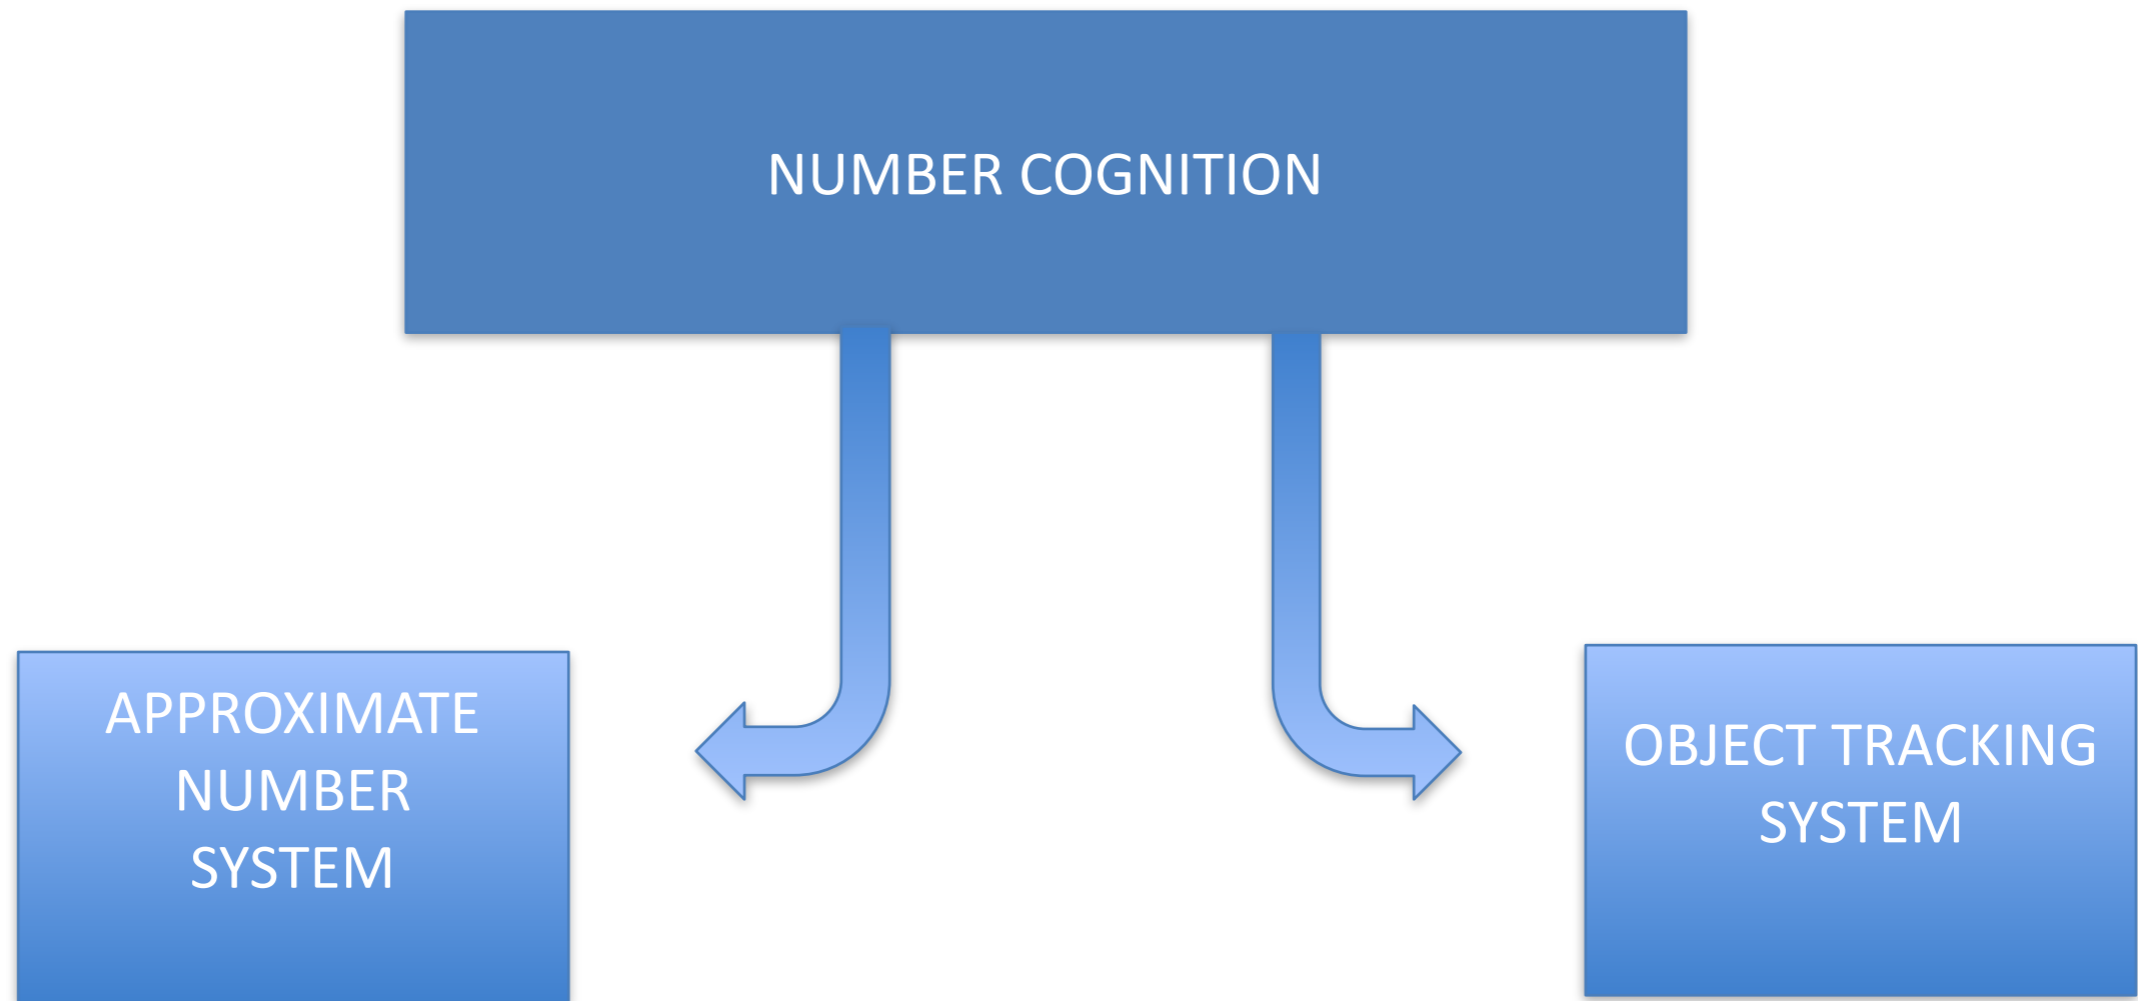 NUMBER COGNITION
APPROXIMATE
NUMBER
SYSTEM
OBJECT TRACKING
SYSTEM